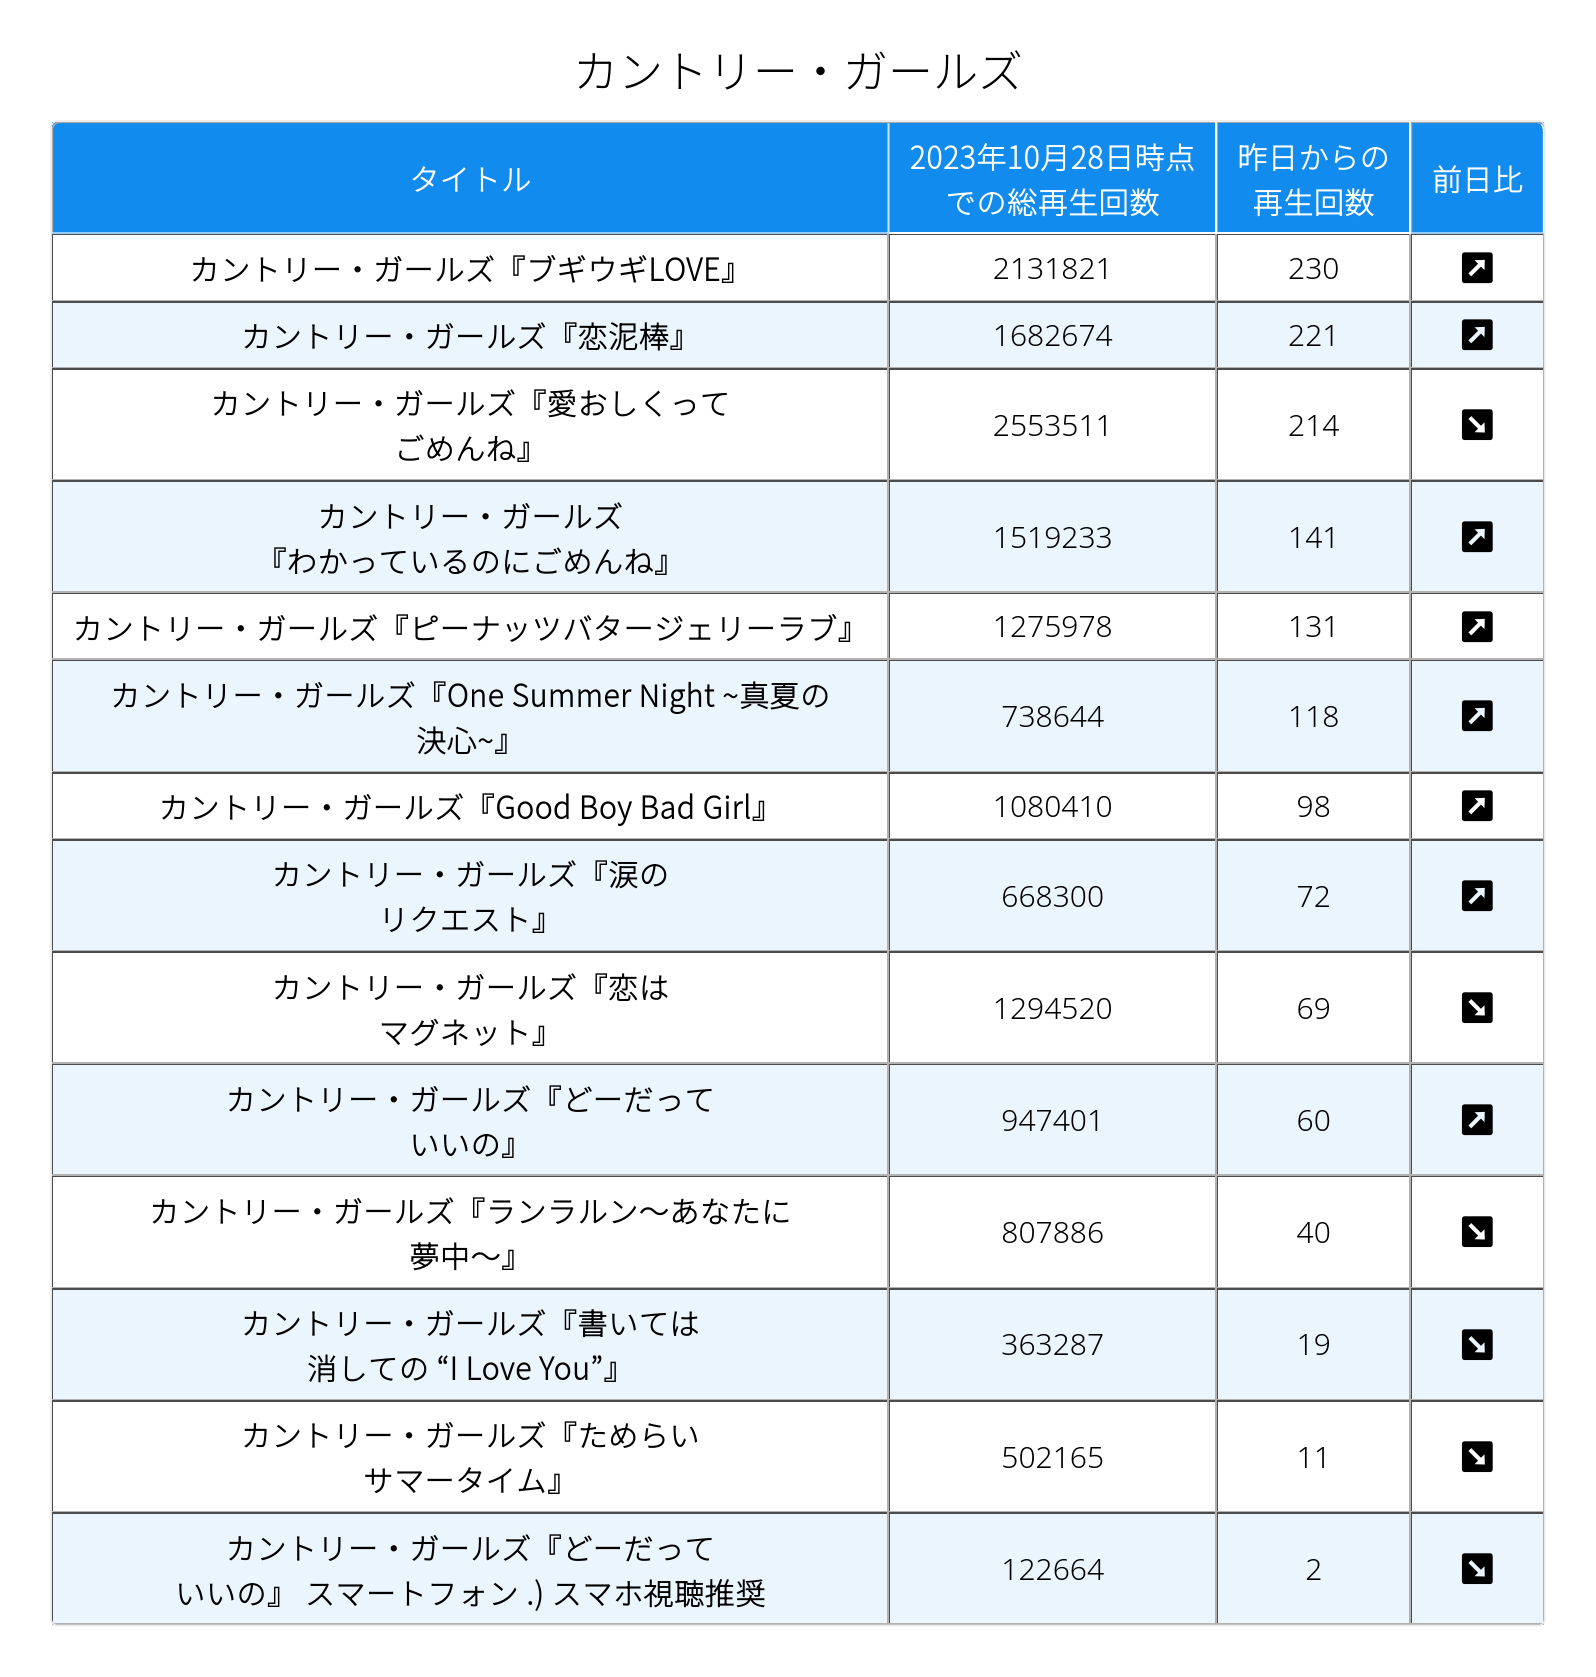 カントリー・ガールズ
タイトル
2023年10月28日時点
での総再生回数
昨日からの
再生回数
前日比
カントリー・ガールズ『ブギウギLOVE』
2131821
230
カントリー・ガールズ『恋泥棒』
1682674
221
カントリー・ガールズ『愛おしくって
ごめんね』
2553511
214
カントリー・ガールズ
『わかっているのにごめんね』
1519233
141
カントリー・ガールズ『ピーナッツバタージェリーラブ』
1275978
131
カントリー・ガールズ『One Summer Night ~真夏の
決心~』
738644
118
カントリー・ガールズ『Good Boy Bad Girl』
1080410
98
カントリー・ガールズ『涙の
リクエスト』
668300
72
カントリー・ガールズ『恋は
マグネット』
1294520
69
カントリー・ガールズ『どーだって
いいの』
947401
60
カントリー・ガールズ『ランラルン〜あなたに
夢中〜』
807886
40
カントリー・ガールズ『書いては
消しての “I Love You”』
363287
19
カントリー・ガールズ『ためらい
サマータイム』
502165
11
カントリー・ガールズ『どーだって
いいの』 スマートフォン .) スマホ視聴推奨
122664
2